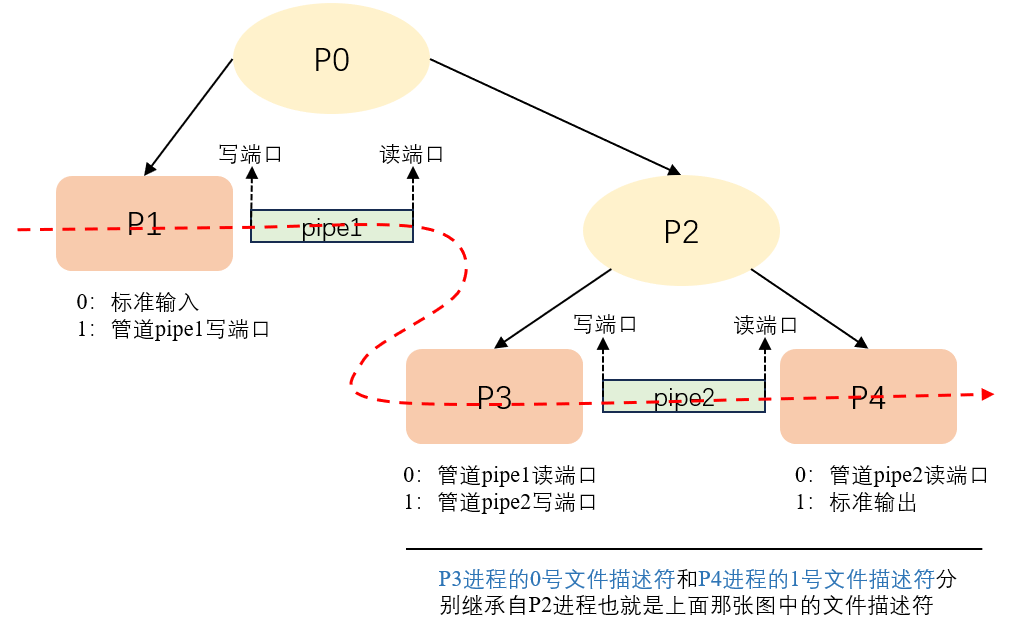 P0
写端口
读端口
P1
pipe1
P2
0：标准输入
1：管道pipe1写端口
写端口
读端口
P3
pipe2
P4
0：管道pipe1读端口
1：管道pipe2写端口
0：管道pipe2读端口
1：标准输出
P3进程的0号文件描述符和P4进程的1号文件描述符分
别继承自P2进程也就是上面那张图中的文件描述符